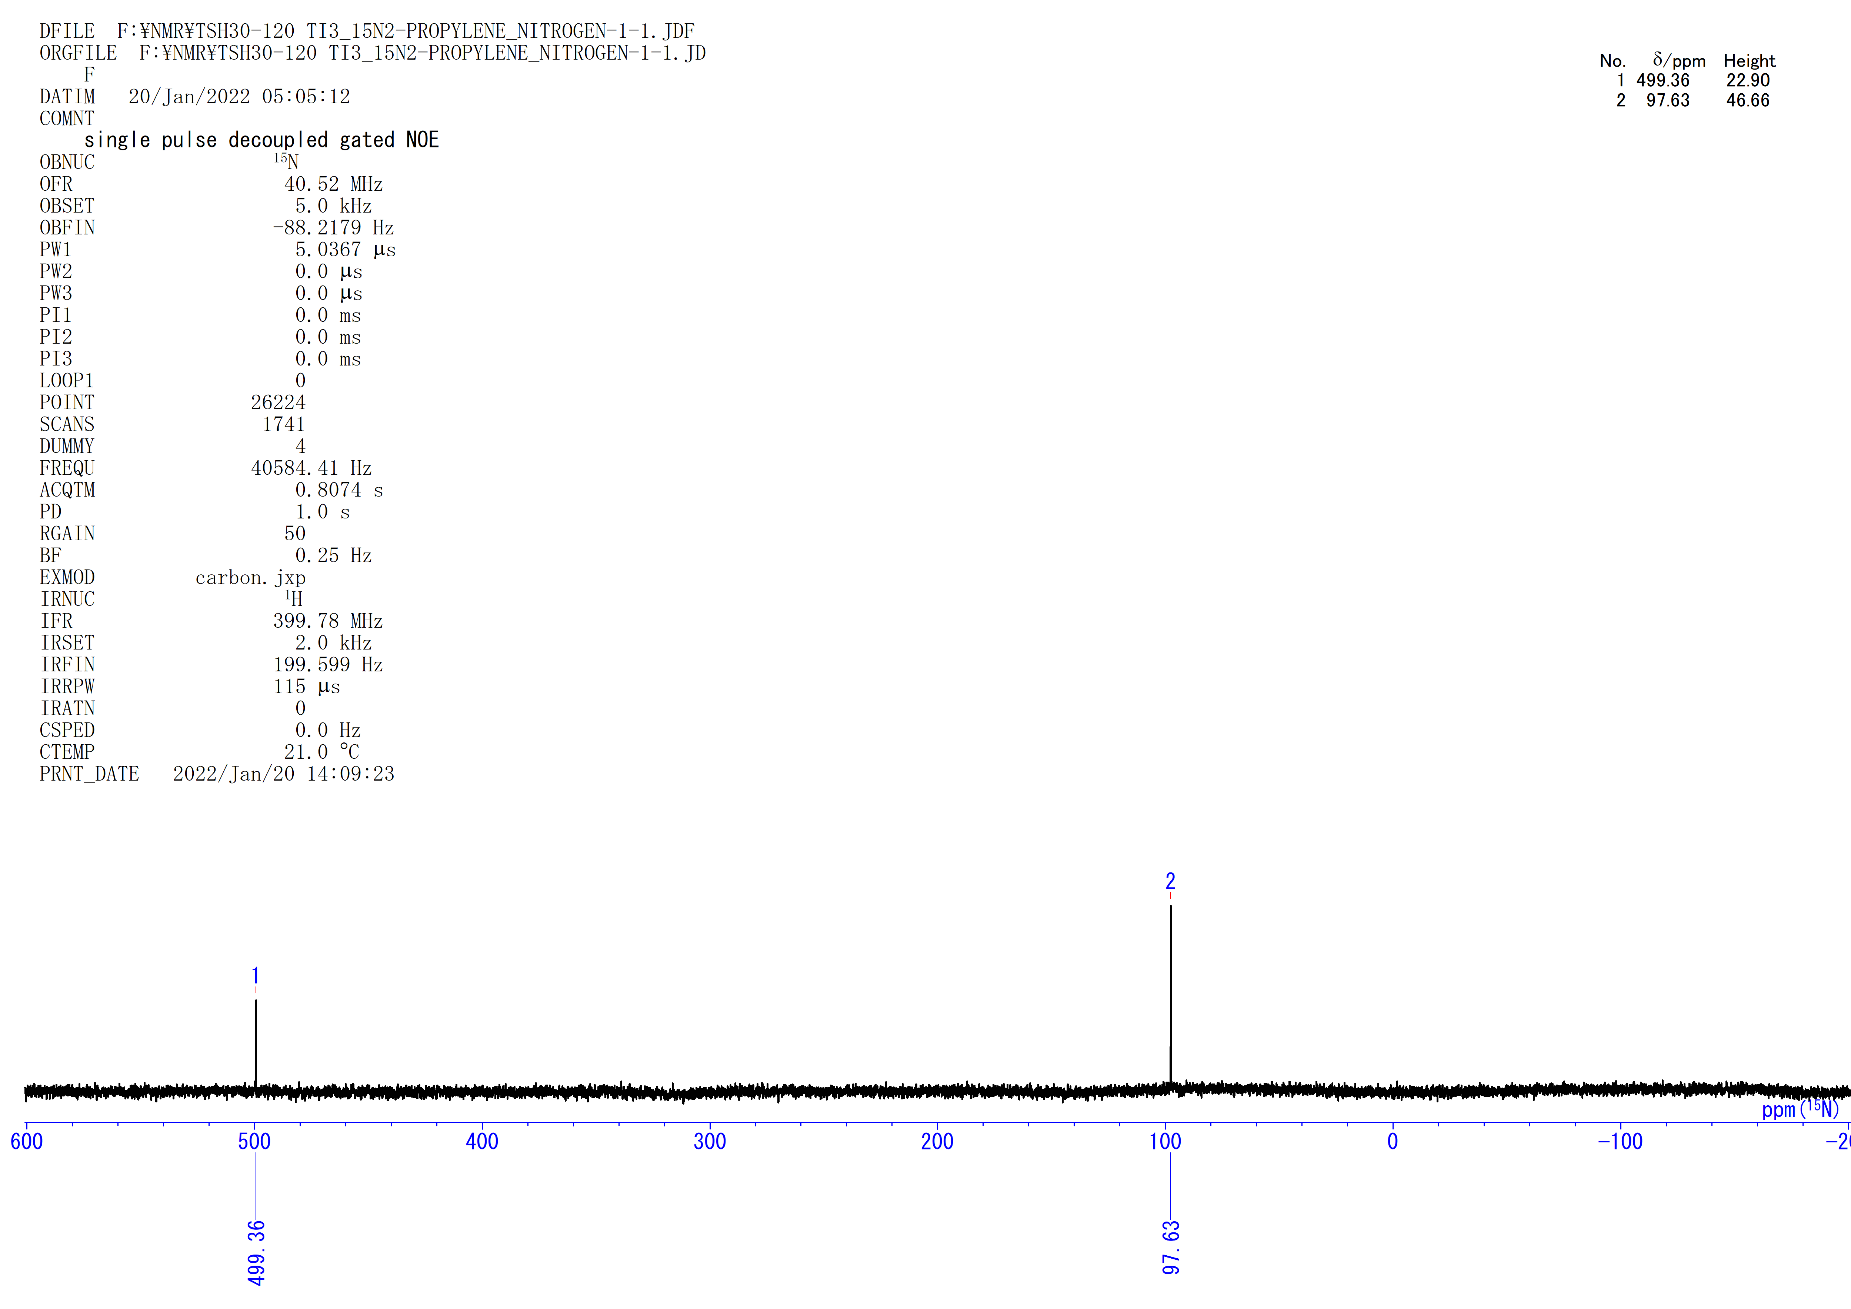 DFILE F:¥NMR¥TSH30-120 TI3_15N2-PROPYLENE_NITROGEN-1-1.JDF
ORGFILE F:¥NMR¥TSH30-120 TI3_15N2-PROPYLENE_NITROGEN-1-1.JD
F
DATIM 20/Jan/2022 05:05:12
COMNT
single pulse decoupled gated NOE
OBNUC 15N
OFR 40.52 MHz
OBSET 5.0 kHz
OBFIN -88.2179 Hz
PW1 5.0367 µs
PW2 0.0 µs
PW3 0.0 µs
PI1 0.0 ms
PI2 0.0 ms
PI3 0.0 ms
LOOP1 0
POINT 26224
SCANS 1741
DUMMY 4
FREQU 40584.41 Hz
ACQTM 0.8074 s
PD 1.0 s
RGAIN 50
BF 0.25 Hz
EXMOD carbon.jxp
IRNUC 1H
IFR 399.78 MHz
IRSET 2.0 kHz
IRFIN 199.599 Hz
IRRPW 115 µs
IRATN 0
CSPED 0.0 Hz
CTEMP 21.0 °C
PRNT_DATE 2022/Jan/20 14:09:23
No. δ/ppm Height
1 499.36 22.90
2 97.63 46.66
2
1
ppm(15N)
600 500 400 300 200 100 0 -100 -20
499.36 97.63